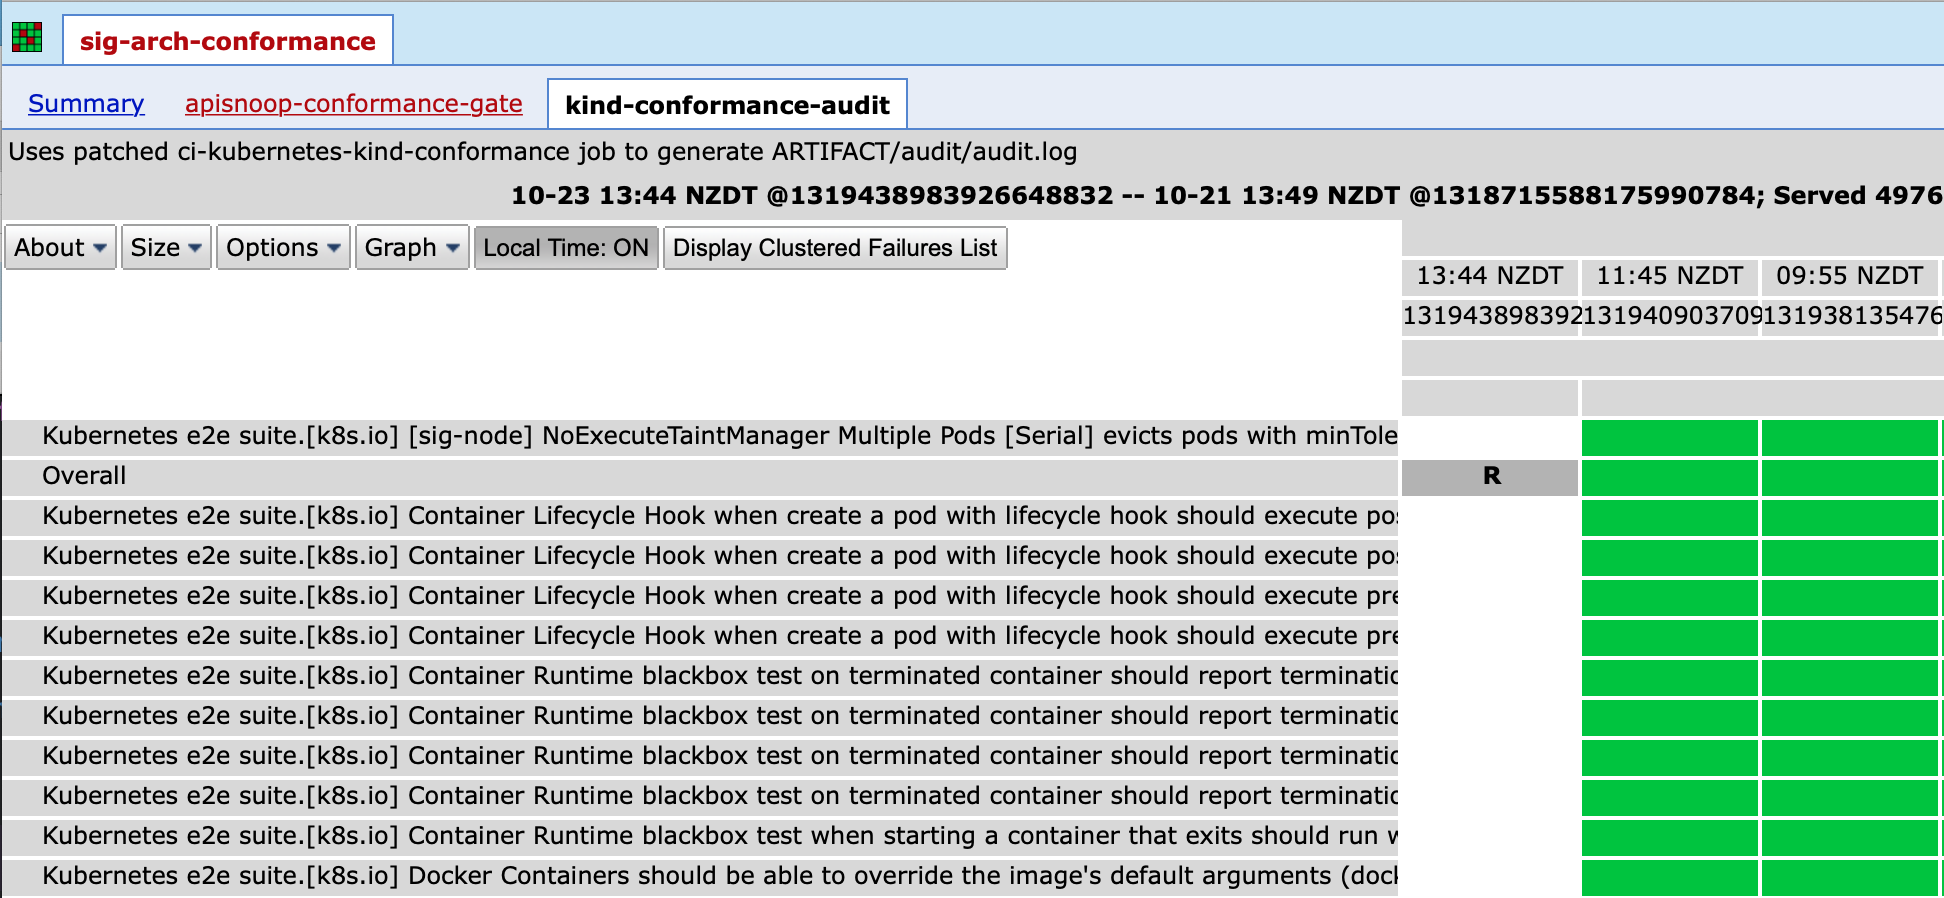 sig-arch-conformance
Summary apisnoop-conformance-gate kind-conformance-audit
Uses patched ci-kubernetes-kind-conformance job to generate ARTIFACT/audit/audit.log
10-23 13:44 NZDT @1319438983926648832 -- 10-21 13:49 NZDT @1318715588175990784; Served 4976
About Size Options Graph Local Time: ON Display Clustered Failures List
13:44 NZDT 11:45 NZDT 09:55 NZDT
131943898392 131940903709 131938135476
Kubernetes e2e suite.[k8s.io] [sig-node] NoExecuteTaintManager Multiple Pods [Serial] evicts pods with minTole
Overall R
Kubernetes e2e suite.[k8s.io] Container Lifecycle Hook when create a pod with lifecycle hook should execute pos
Kubernetes e2e suite.[k8s.io] Container Lifecycle Hook when create a pod with lifecycle hook should execute pos
Kubernetes e2e suite.[k8s.io] Container Lifecycle Hook when create a pod with lifecycle hook should execute pre
Kubernetes e2e suite.[k8s.io] Container Lifecycle Hook when create a pod with lifecycle hook should execute pre
Kubernetes e2e suite.[k8s.io] Container Runtime blackbox test on terminated container should report terminatio
Kubernetes e2e suite.[k8s.io] Container Runtime blackbox test on terminated container should report terminatio
Kubernetes e2e suite.[k8s.io] Container Runtime blackbox test on terminated container should report terminatio
Kubernetes e2e suite.[k8s.io] Container Runtime blackbox test on terminated container should report terminatio
Kubernetes e2e suite.[k8s.io] Container Runtime blackbox test when starting a container that exits should run w
Kubernetes e2e suite.[k8s.io] Docker Containers should be able to override the image's default arguments (dock